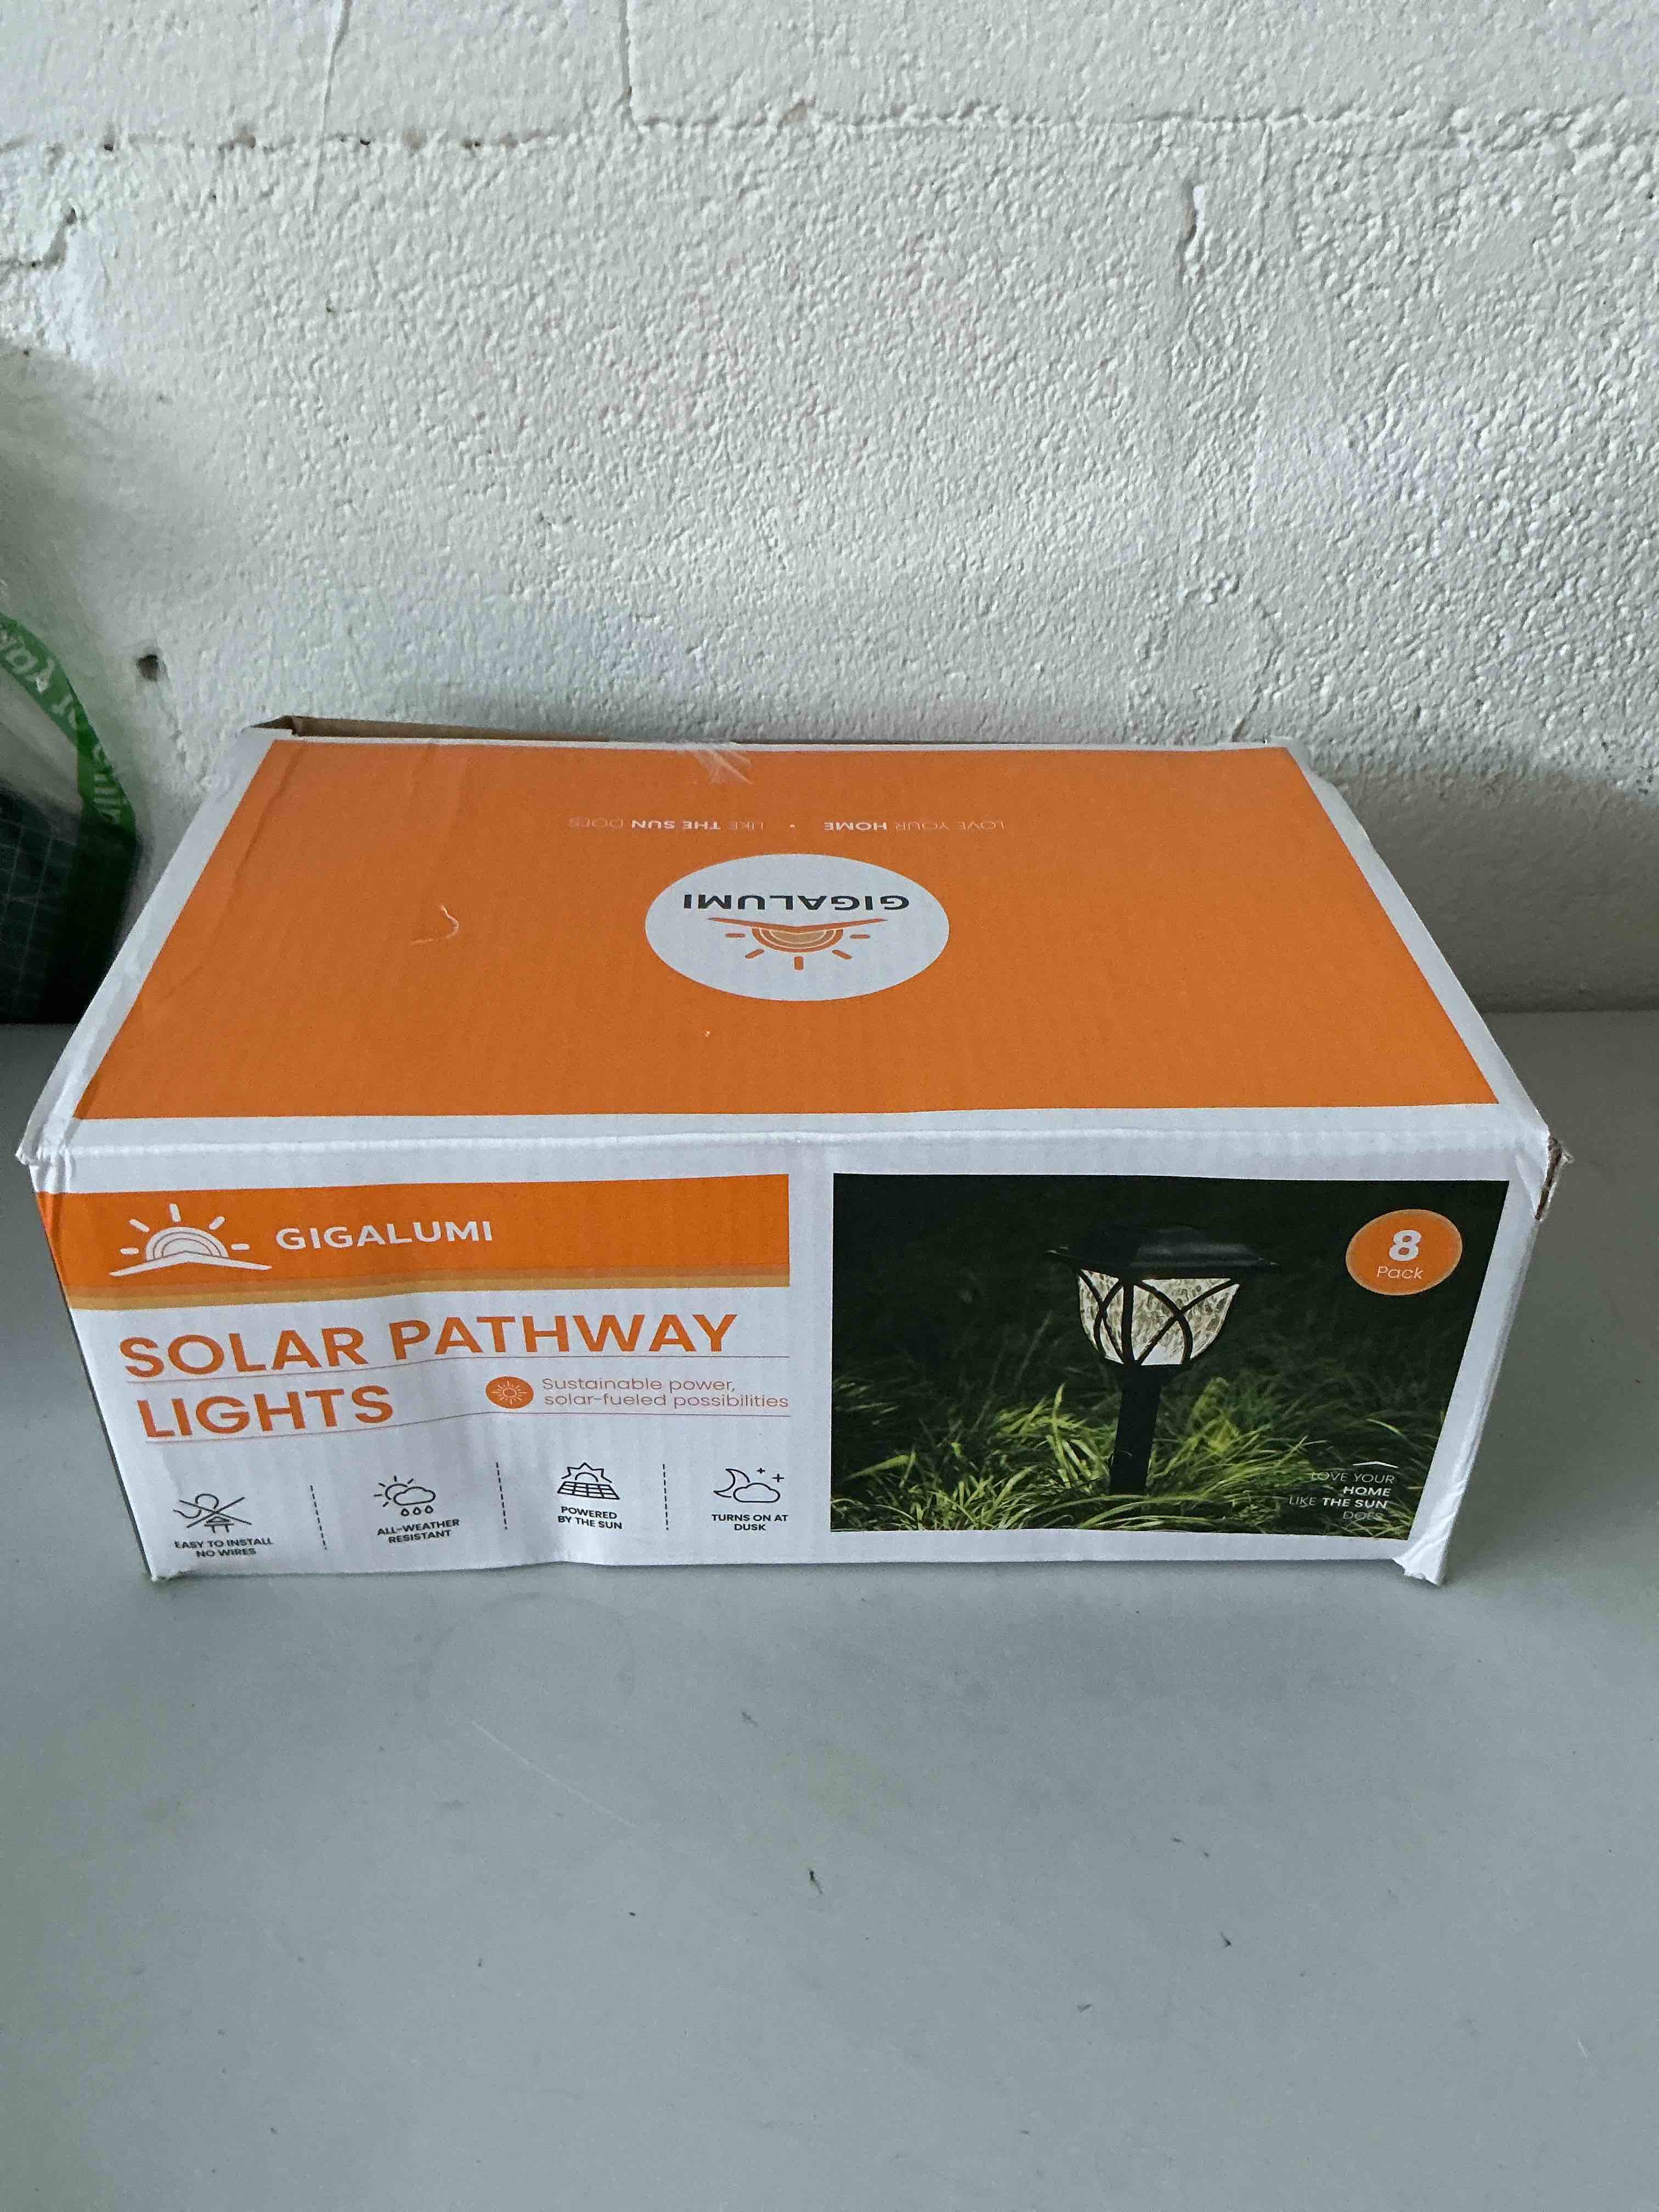 LOVE YOUR HOME • LIKE THE SUN DOES
GIGALUMI
GIGALUMI
SOLAR PATHWAY
LIGHTS
Sustainable power,
solar-fueled possibilities
EASY TO INSTALL
NO WIRES
ALL-WEATHER
RESISTANT
POWERED
BY THE SUN
TURNS ON AT
DUSK
8
Pack
LOVE YOUR
HOME
LIKE THE SUN
DOES